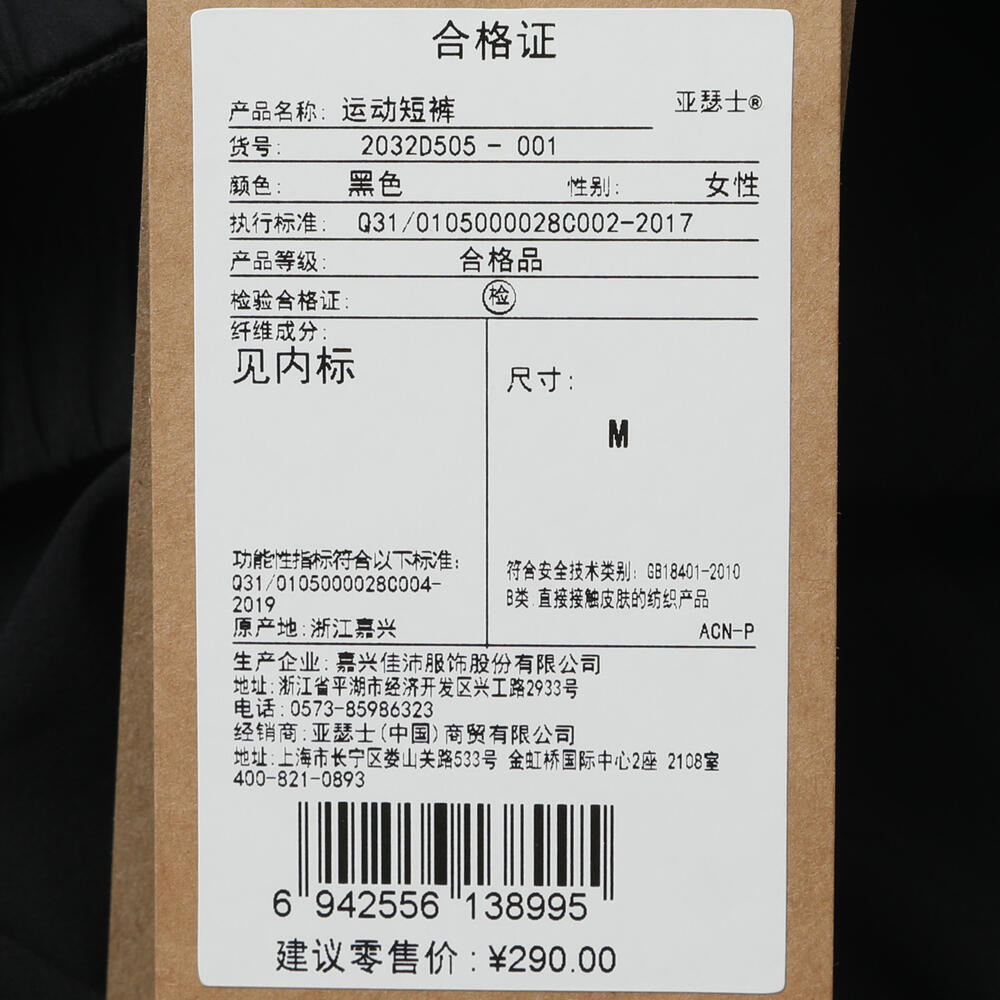 合格证
产品名称: 运动短裤 亚瑟士®
货号: 2032D505 - 001
颜色: 黑色 性别: 女性
执行标准: Q31/0105000028C002-2017
产品等级: 合格品
检验合格证: 检
纤维成分:
见内标
尺寸:
M
功能性指标符合以下标准:
Q31/0105000028C004-
2019
原产地:浙江嘉兴
符合安全技术类别: GB18401-2010
B类 直接接触皮肤的纺织产品
ACN-P
生产企业:嘉兴佳沛服饰股份有限公司
地址:浙江省平湖市经济开发区兴工路2933号
电话:0573-85986323
经销商:亚瑟士(中国)商贸有限公司
地址:上海市长宁区娄山关路533号 金虹桥国际中心2座 2108室
400-821-0893
6 942556 138995
建议零售价:¥290.00